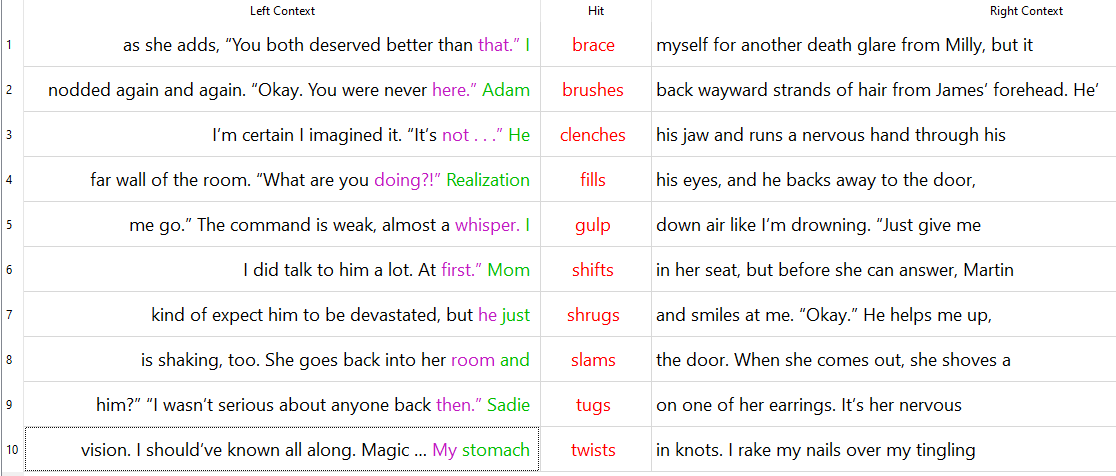 Left Context Hit Right Context
1 as she adds, “You both deserved better than that.” I brace myself for another death glare from Milly, but it
2 nodded again and again. “Okay. You were never here.” Adam brushes back wayward strands of hair from James’ forehead. He’
3 I’m certain I imagined it. “It’s not . . .” He clenches his jaw and runs a nervous hand through his
4 far wall of the room. “What are you doing?!” Realization fills his eyes, and he backs away to the door,
5 me go.” The command is weak, almost a whisper. I gulp down air like I’m drowning. “Just give me
6 I did talk to him a lot. At first.” Mom shifts in her seat, but before she can answer, Martin
7 kind of expect him to be devastated, but he just shrugs and smiles at me. “Okay.” He helps me up,
8 is shaking, too. She goes back into her room and slams the door. When she comes out, she shoves a
9 him?” “I wasn’t serious about anyone back then.” Sadie tugs on one of her earrings. It’s her nervous
10 vision. I should’ve known all along. Magic ... My stomach twists in knots. I rake my nails over my tingling